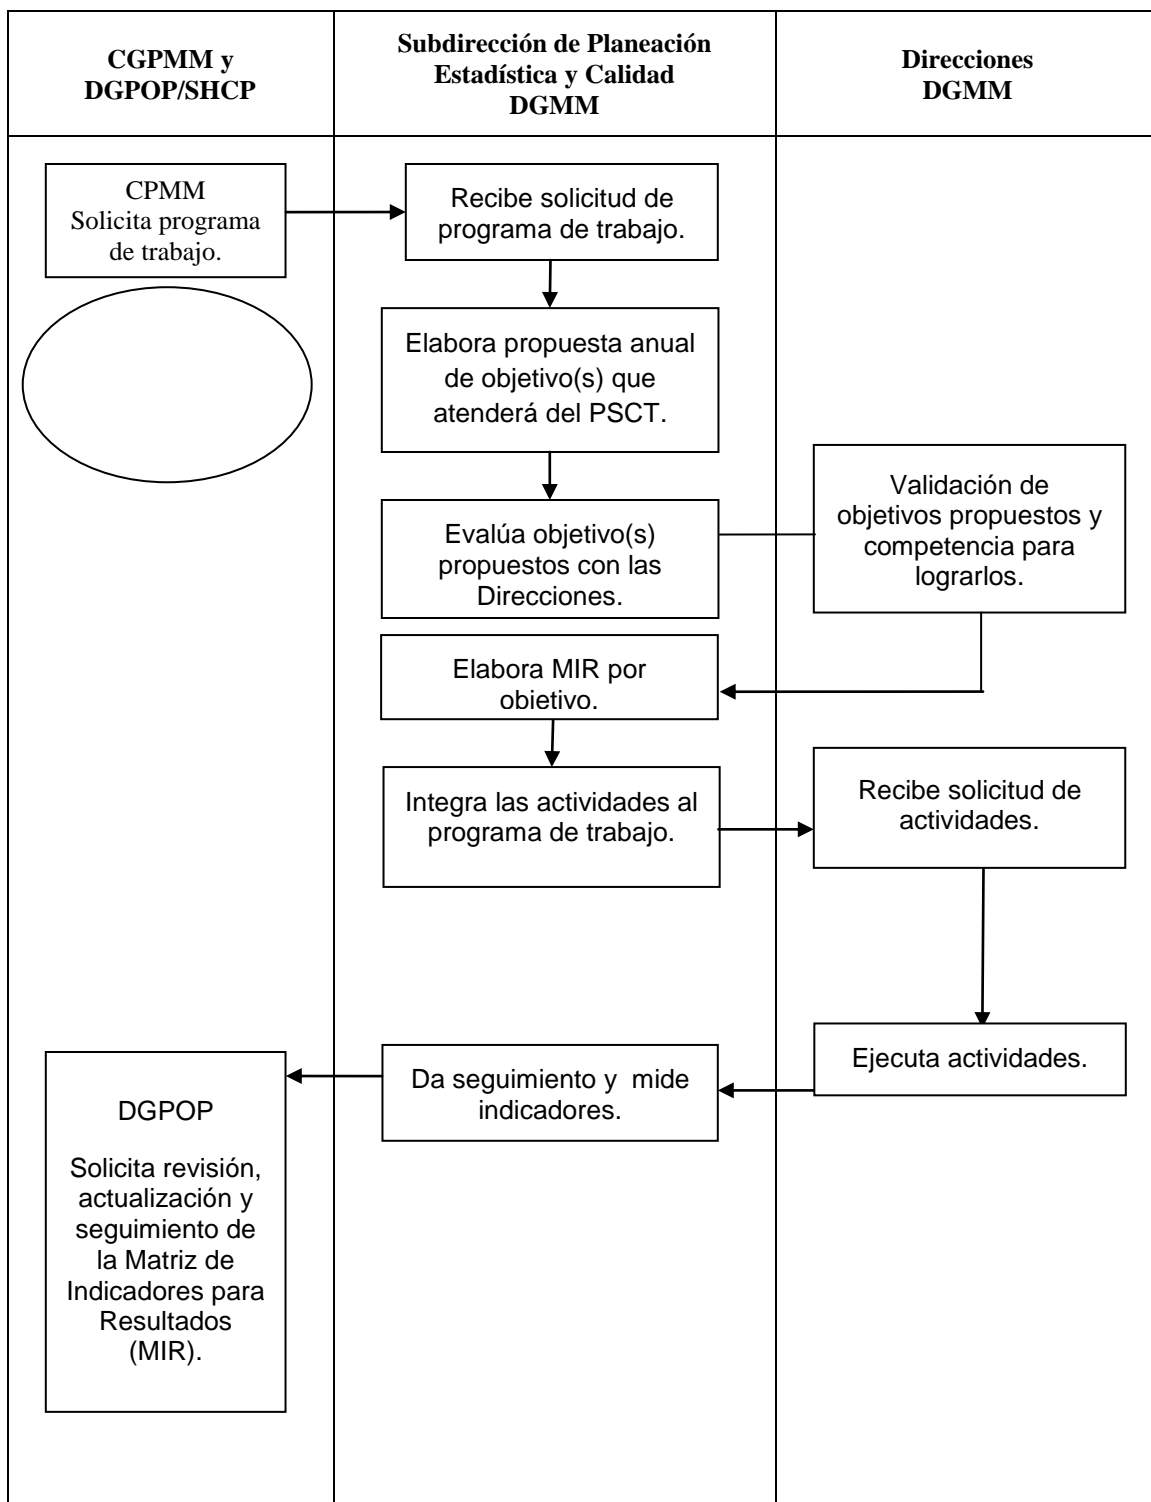 CGPMM y
DGPOP/SHCP
Subdirección de Planeación
Estadística y Calidad
DGMM
Direcciones
DGMM
CPMM
Solicita programa
de trabajo.
Recibe solicitud de
programa de trabajo.
Elabora propuesta anual
de objetivo(s) que
atenderá del PSCT.
Evalúa objetivo(s)
propuestos con las
Direcciones.
Validación de
objetivos propuestos y
competencia para
lograrlos.
Elabora MIR por
objetivo.
Integra las actividades al
programa de trabajo.
Recibe solicitud de
actividades.
Ejecuta actividades.
Da seguimiento y  mide
indicadores.
DGPOP
Solicita revisión,
actualización y
seguimiento de
la Matriz de
Indicadores para
Resultados
(MIR).